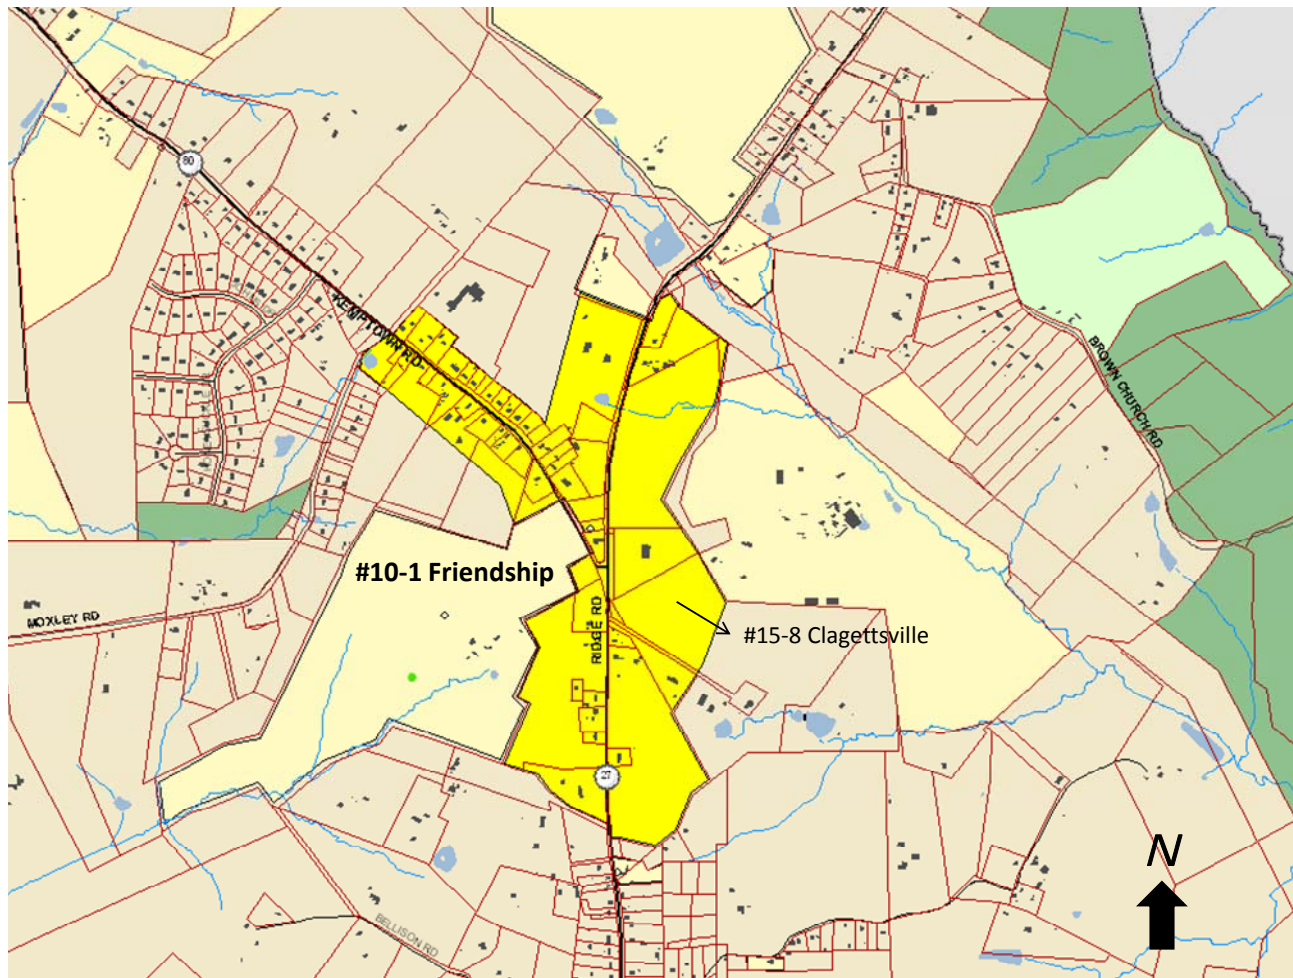 80
KEMPTOWN RD
BROWN CHURCH RD
#10-1 Friendship
MOXLEY RD
RIDGE RD
#15-8 Clagettsville
27
N
BELLISON RD